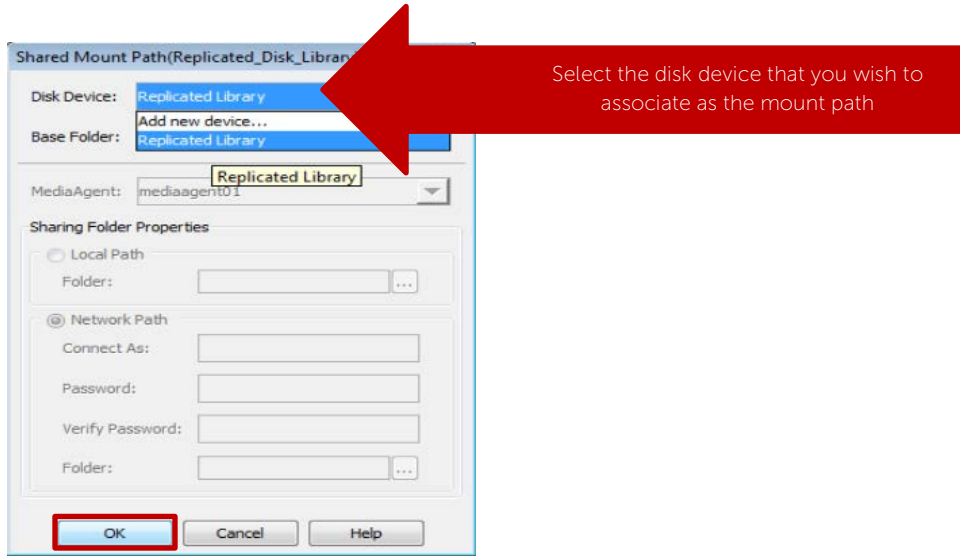 Shared Mount Path(Replicated_Disk_Library
Select the disk device that you wish to
associate as the mount path
Disk Device: Replicated Library
Add new device...
Base Folder: Replicated Library
Replicated Library
MediaAgent: mediaagent01
Sharing Folder Properties
Local Path
Folder: ...
Network Path
Connect As:
Password:
Verify Password:
Folder: ...
OK Cancel Help